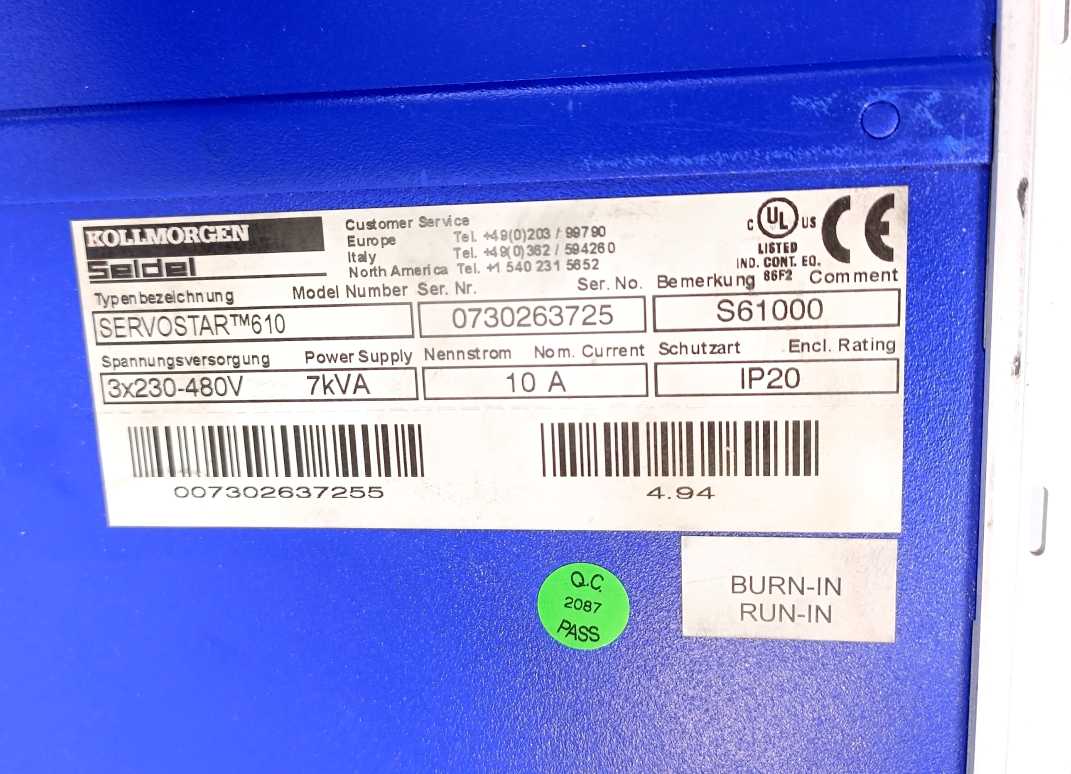 KOLLMORGEN
Seidel
Customer Service
Europe Tel. +49(0)203 / 99790
Italy Tel. +49(0)362 / 594260
North America Tel. +1 540 231 5652
C UL US
LISTED
IND. CONT. EQ.
86F2
CE
Typenbezeichnung Model Number Ser. Nr. Ser. No. Bemerkung Comment
SERVOSTAR™610 0730263725 S61000
Spannungsversorgung Power Supply Nennstrom Nom. Current Schutzart Encl. Rating
3x230-480V 7kVA 10 A IP20
007302637255 4.94
Q.C.
2087
PASS
BURN-IN
RUN-IN